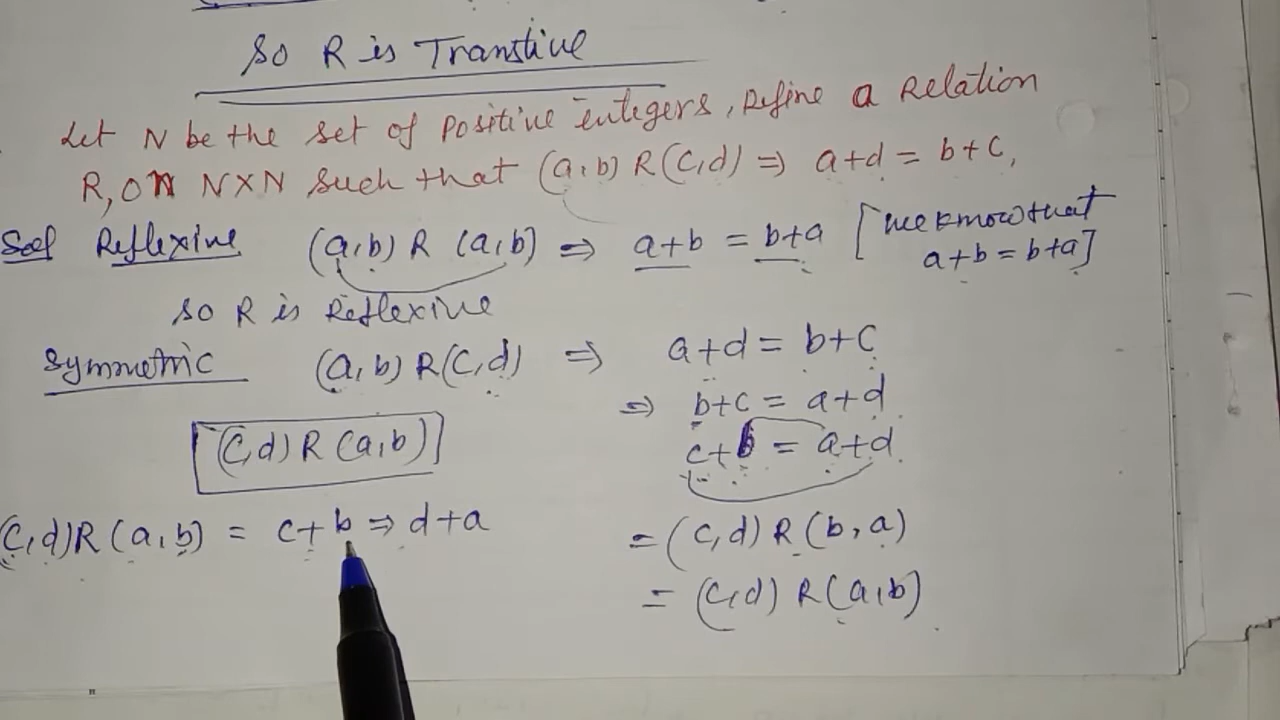 So R is Transtive
Let N be the set of Positive integers, Define a Relation
R, on N×N Such that (a,b) R (C,d) ⇒ a+d = b+c,
Sol Reflexive (a,b) R (a,b) ⇒ a+b = b+a [we know that
a+b = b+a]
So R is Reflexive
Symmetric (a,b) R (C,d) ⇒ a+d = b+c
⇒ b+c = a+d
(C,d) R (a,b)
c+b = a+d
(C,d) R (a,b) = c+b ⇒ d+a
= (c,d) R (b,a)
= (c,d) R (a,b)